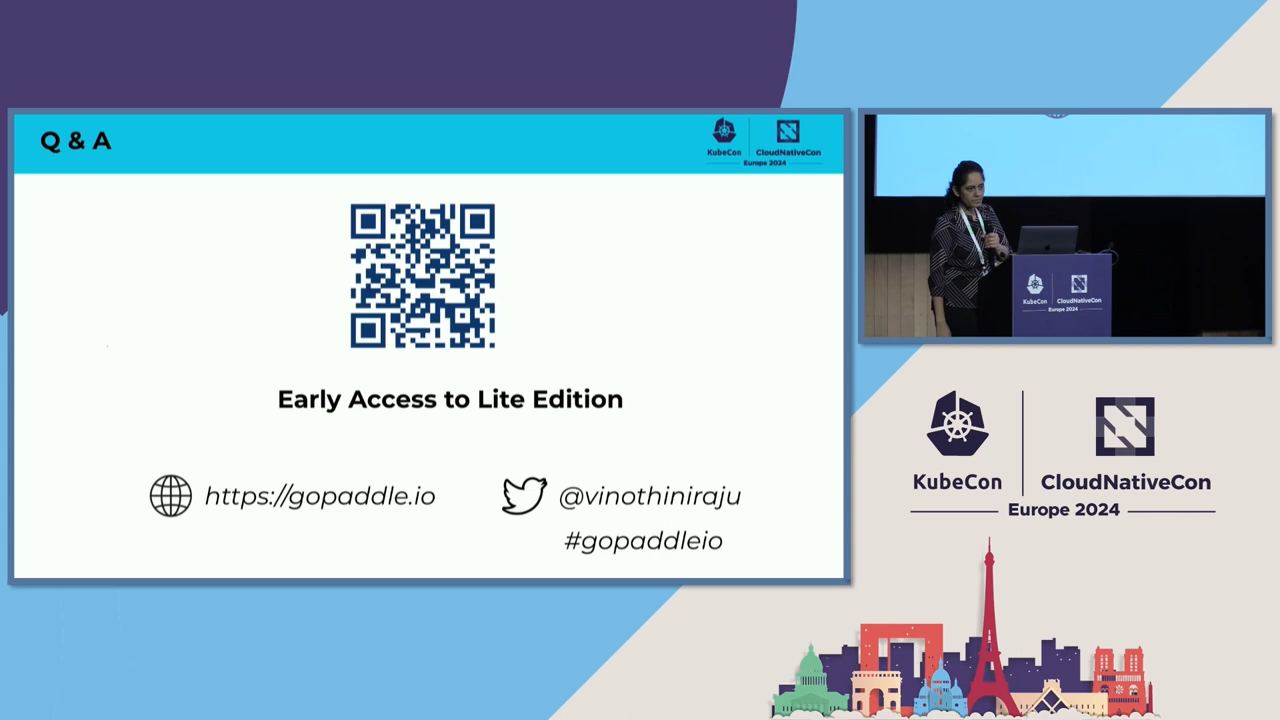 Q & A
KubeCon
CloudNativeCon
Europe 2024
Early Access to Lite Edition
https://gopaddle.io
@vinothiniraju
#gopaddleio
KubeCon
CloudNativeCon
Europe 2024
KubeCon
CloudNativeCon
Europe 2024